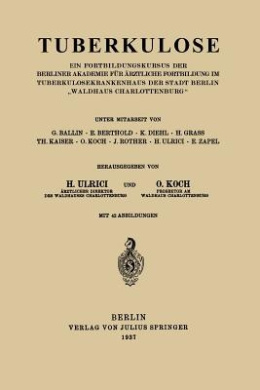 TUBERKULOSE
EIN FORTBILDUNGSKURSUS DER
BERLINER AKADEMIE FÜR ÄRZTLICHE FORTBILDUNG IM
TUBERKULOSEKRANKENHAUS DER STADT BERLIN
„WALDHAUS CHARLOTTENBURG"
UNTER MITARBEIT VON
G. BALLIN · E. BERTHOLD · K. DIEHL · H. GRASS
TH. KAISER · O. KOCH · J. ROTHER · H. ULRICI · E. ZAPEL
HERAUSGEGEBEN VON
H. ULRICI UND O. KOCH
ÄRZTLICHER DIREKTOR PROSEKTOR AM
DES WALDHAUSES CHARLOTTENBURG WALDHAUS CHARLOTTENBURG
MIT 42 ABBILDUNGEN
BERLIN
VERLAG VON JULIUS SPRINGER
1937